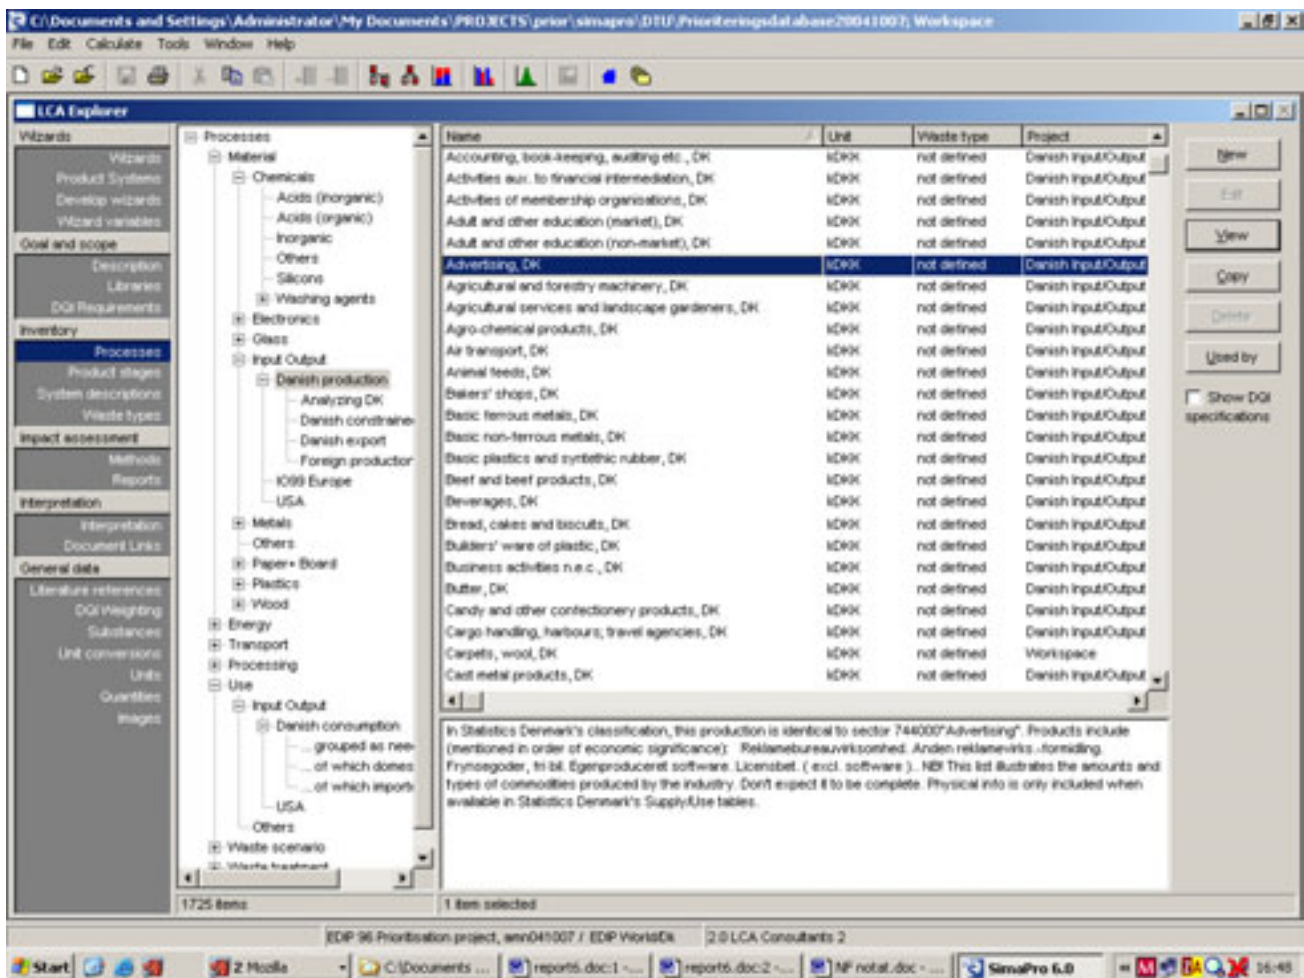 C:\Documents and Settings\Administrator\My Documents\PROJECTS\prior\simapro\DTU\Prioriteringsdatabase20041007; Workspace
File Edit Calculate Tools Window Help
LCA Explorer
Wizards
Wizards
Product Systems
Develop wizards
Wizard variables
Goal and scope
Description
Libraries
DQI Requirements
Inventory
Processes
Product stages
System descriptions
Waste types
Impact assessment
Methods
Reports
Interpretation
Interpretation
Document Links
General data
Literature references
DQI Weighting
Substances
Unit conversions
Units
Quantities
Images
Processes
Material
Chemicals
Acids (inorganic)
Acids (organic)
Inorganic
Others
Silicons
Washing agents
Electronics
Glass
Input Output
Danish production
Analyzing DK
Danish constraine
Danish export
Foreign production
IO99 Europe
USA
Metals
Others
Paper+ Board
Plastics
Wood
Energy
Transport
Processing
Use
Input Output
Danish consumption
... grouped as nee
... of which domes
... of which importe
USA
Others
Waste scenario
Waste treatment
1725 items
Name Unit Waste type Project
Accounting, book-keeping, auditing etc., DK kDKK not defined Danish Input/Output
Activities aux. to financial intermediation, DK kDKK not defined Danish Input/Output
Activities of membership organisations, DK kDKK not defined Danish Input/Output
Adult and other education (market), DK kDKK not defined Danish Input/Output
Adult and other education (non-market), DK kDKK not defined Danish Input/Output
Advertising, DK kDKK not defined Danish Input/Output
Agricultural and forestry machinery, DK kDKK not defined Danish Input/Output
Agricultural services and landscape gardeners, DK kDKK not defined Danish Input/Output
Agro-chemical products, DK kDKK not defined Danish Input/Output
Air transport, DK kDKK not defined Danish Input/Output
Animal feeds, DK kDKK not defined Danish Input/Output
Bakers' shops, DK kDKK not defined Danish Input/Output
Basic ferrous metals, DK kDKK not defined Danish Input/Output
Basic non-ferrous metals, DK kDKK not defined Danish Input/Output
Basic plastics and syntethic rubber, DK kDKK not defined Danish Input/Output
Beef and beef products, DK kDKK not defined Danish Input/Output
Beverages, DK kDKK not defined Danish Input/Output
Bread, cakes and biscuits, DK kDKK not defined Danish Input/Output
Builders' ware of plastic, DK kDKK not defined Danish Input/Output
Business activities n.e.c., DK kDKK not defined Danish Input/Output
Butter, DK kDKK not defined Danish Input/Output
Candy and other confectionery products, DK kDKK not defined Danish Input/Output
Cargo handling, harbours; travel agencies, DK kDKK not defined Danish Input/Output
Carpets, wool, DK kDKK not defined Workspace
Cast metal products, DK kDKK not defined Danish Input/Output
In Statistics Denmark's classification, this production is identical to sector 744000"Advertising". Products include
(mentioned in order of economic significance): Reklamebureauvirksomhed. Anden reklamevirks.-formidling.
Frynsegoder, fri bil. Egenproduceret software. Licensbet. ( excl. software ).. NB! This list illustrates the amounts and
types of commodities produced by the industry. Don't expect it to be complete. Physical info is only included when
available in Statistics Denmark's Supply/Use tables.
1 item selected
New
Edit
View
Copy
Delete
Used by
Show DQI
specifications
EDIP 96 Prioritisation project, amn041007 / EDIP World/Dk 2.0 LCA Consultants 2
Start 2 Mozilla C:\Documents ... report6.doc:1 -... report6.doc:2 -... NF notat.doc - ... SimaPro 6.0 DA 16:48